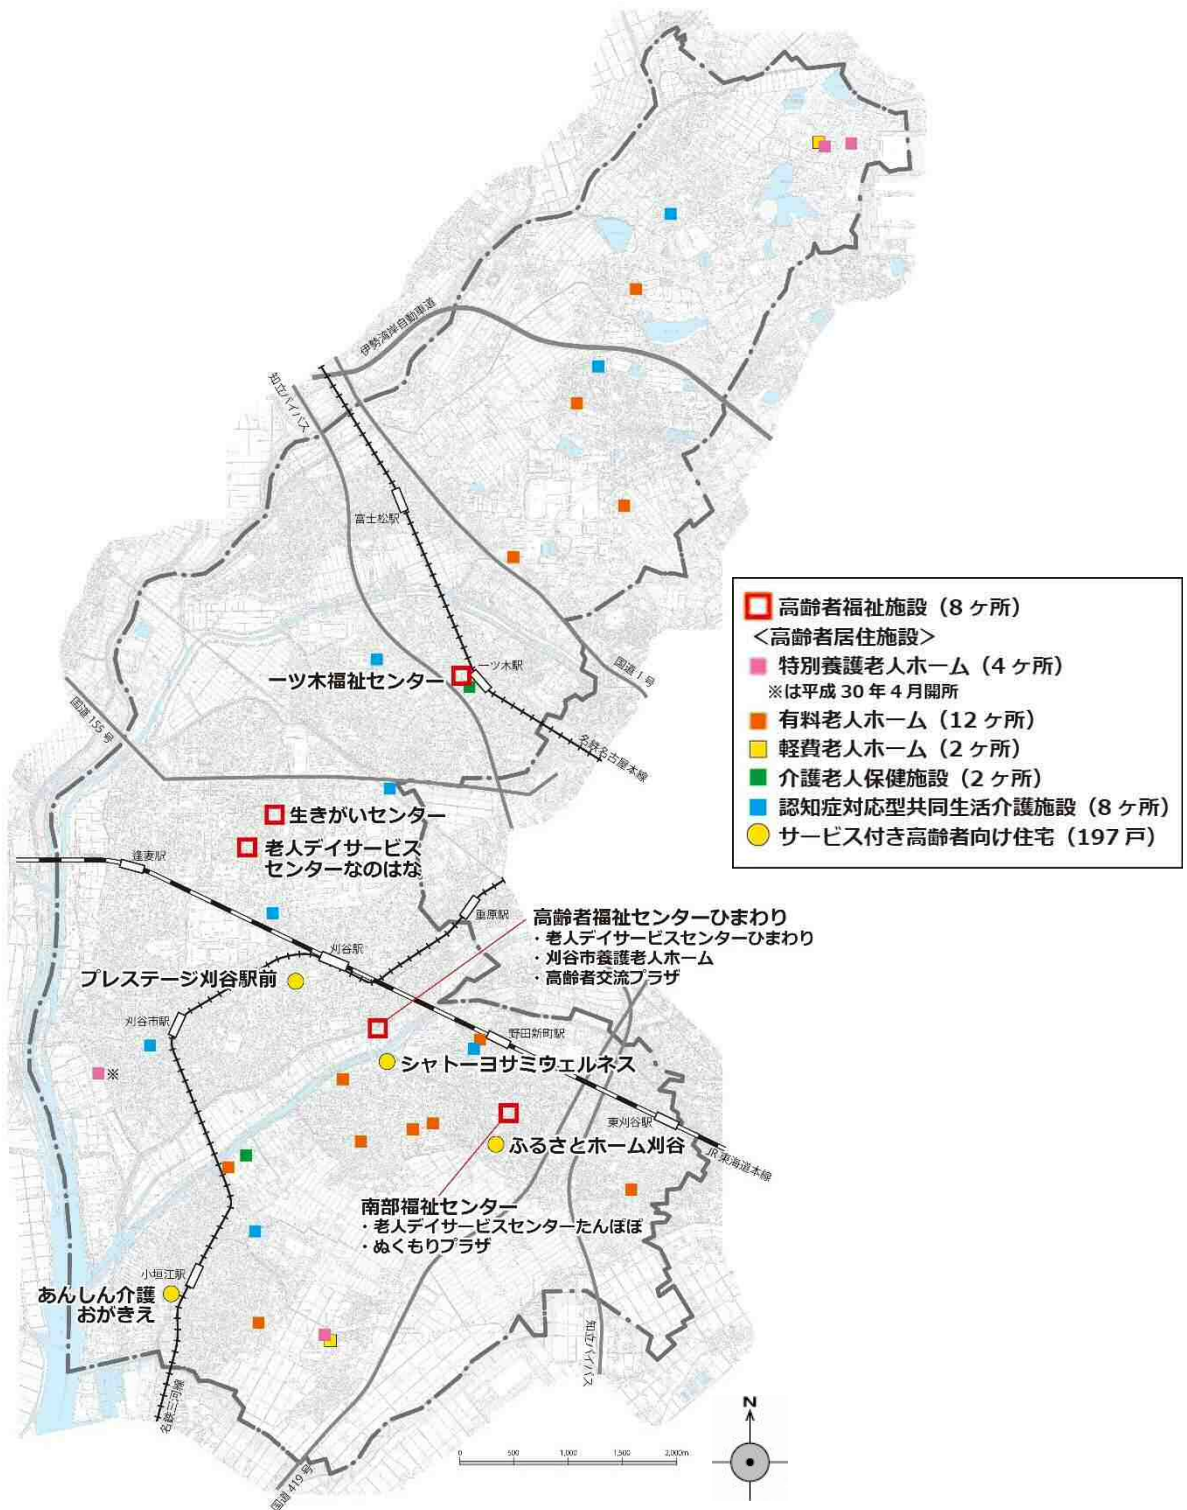 伊勢湾岸自動車道
知立バイパス
富士松駅
一ツ木駅
国道1号
一ツ木福祉センター
名鉄名古屋本線
国道155号
高齢者福祉施設（8ヶ所）
＜高齢者居住施設＞
特別養護老人ホーム（4ヶ所）
※は平成30年4月開所
有料老人ホーム（12ヶ所）
軽費老人ホーム（2ヶ所）
介護老人保健施設（2ヶ所）
認知症対応型共同生活介護施設（8ヶ所）
サービス付き高齢者向け住宅（197戸）
生きがいセンター
老人デイサービス
センターなのはな
逢妻駅
重原駅
高齢者福祉センターひまわり
・老人デイサービスセンターひまわり
・刈谷市養護老人ホーム
・高齢者交流プラザ
刈谷駅
プレステージ刈谷駅前
刈谷市駅
野田新町駅
シャトーヨサミウェルネス
※
東刈谷駅
ふるさとホーム刈谷
JR東海道本線
南部福祉センター
・老人デイサービスセンターたんぽぽ
・ぬくもりプラザ
小垣江駅
あんしん介護
おがきえ
知立バイパス
名鉄三河線
国道419号
0 500 1,000 1,500 2,000m
N